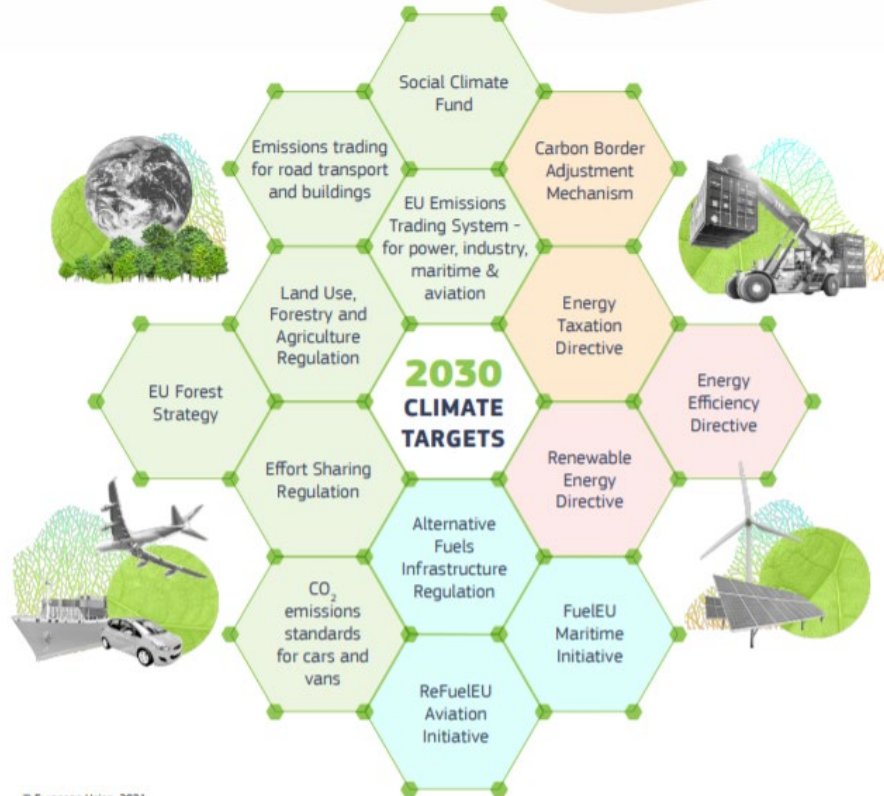 Social Climate
Fund
Emissions trading
for road transport
and buildings
Carbon Border
Adjustment
Mechanism
EU Emissions
Trading System -
for power, industry,
maritime &
aviation
Land Use,
Forestry and
Agriculture
Regulation
Energy
Taxation
Directive
EU Forest
Strategy
2030
CLIMATE
TARGETS
Energy
Efficiency
Directive
Effort Sharing
Regulation
Renewable
Energy
Directive
Alternative
Fuels
Infrastructure
Regulation
CO₂
emissions
standards
for cars and
vans
FuelEU
Maritime
Initiative
ReFuelEU
Aviation
Initiative